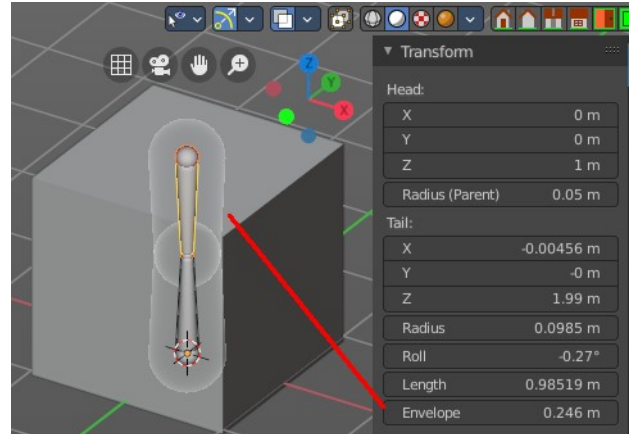 Transform
Head:
X 0 m
Y 0 m
Z 1 m
Radius (Parent) 0.05 m
Tail:
X -0.00456 m
Y -0 m
Z 1.99 m
Radius 0.0985 m
Roll -0.27°
Length 0.98519 m
Envelope 0.246 m
Z
Y
X